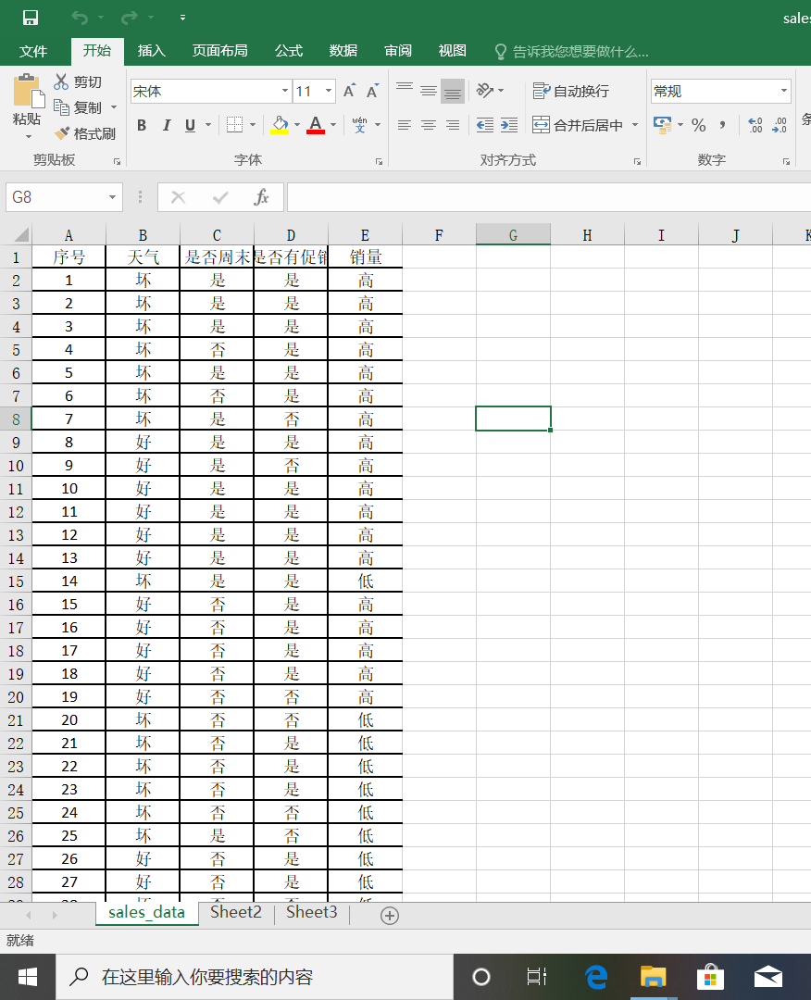 sales
文件 开始 插入 页面布局 公式 数据 审阅 视图 告诉我您想要做什么...
剪切
复制
格式刷
粘贴
宋体 11
B I U A wén 文
自动换行
合并后居中
常规
% , .00
剪贴板 字体 对齐方式 数字
G8 fx
A B C D E F G H I J K
1 序号 天气 是否周末 是否有促销 销量
2 1 坏 是 是 高
3 2 坏 是 是 高
4 3 坏 是 是 高
5 4 坏 否 是 高
6 5 坏 是 是 高
7 6 坏 否 是 高
8 7 坏 是 否 高
9 8 好 是 是 高
10 9 好 是 否 高
11 10 好 是 是 高
12 11 好 是 是 高
13 12 好 是 是 高
14 13 好 是 是 高
15 14 坏 是 是 低
16 15 好 否 是 高
17 16 好 否 是 高
18 17 好 否 是 高
19 18 好 否 是 高
20 19 好 否 否 高
21 20 坏 否 否 低
22 21 坏 否 是 低
23 22 坏 否 是 低
24 23 坏 否 是 低
25 24 坏 否 否 低
26 25 坏 是 否 低
27 26 好 否 是 低
28 27 好 否 是 低
sales_data Sheet2 Sheet3
就绪
在这里输入你要搜索的内容